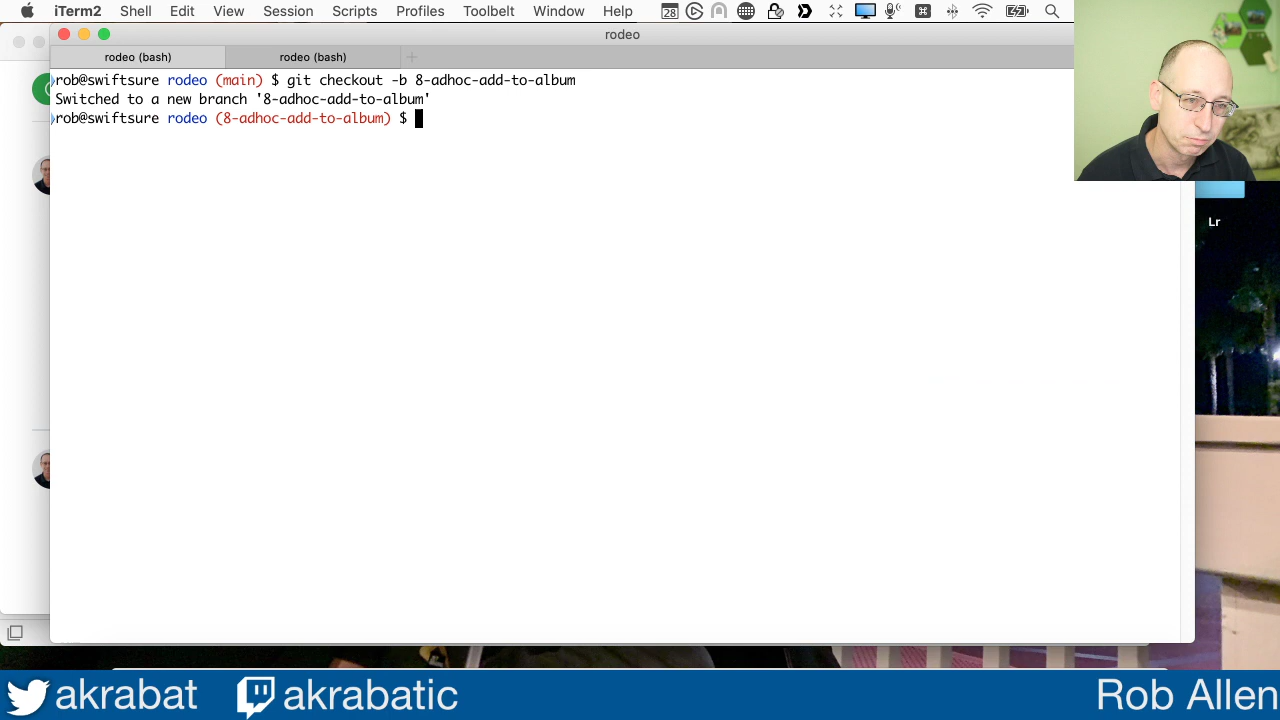 iTerm2 Shell Edit View Session Scripts Profiles Toolbelt Window Help 28
rodeo
rodeo (bash) rodeo (bash)
rob@swiftsure rodeo (main) $ git checkout -b 8-adhoc-add-to-album
Switched to a new branch '8-adhoc-add-to-album'
rob@swiftsure rodeo (8-adhoc-add-to-album) $
Lr
akrabat akrabatic Rob Allen